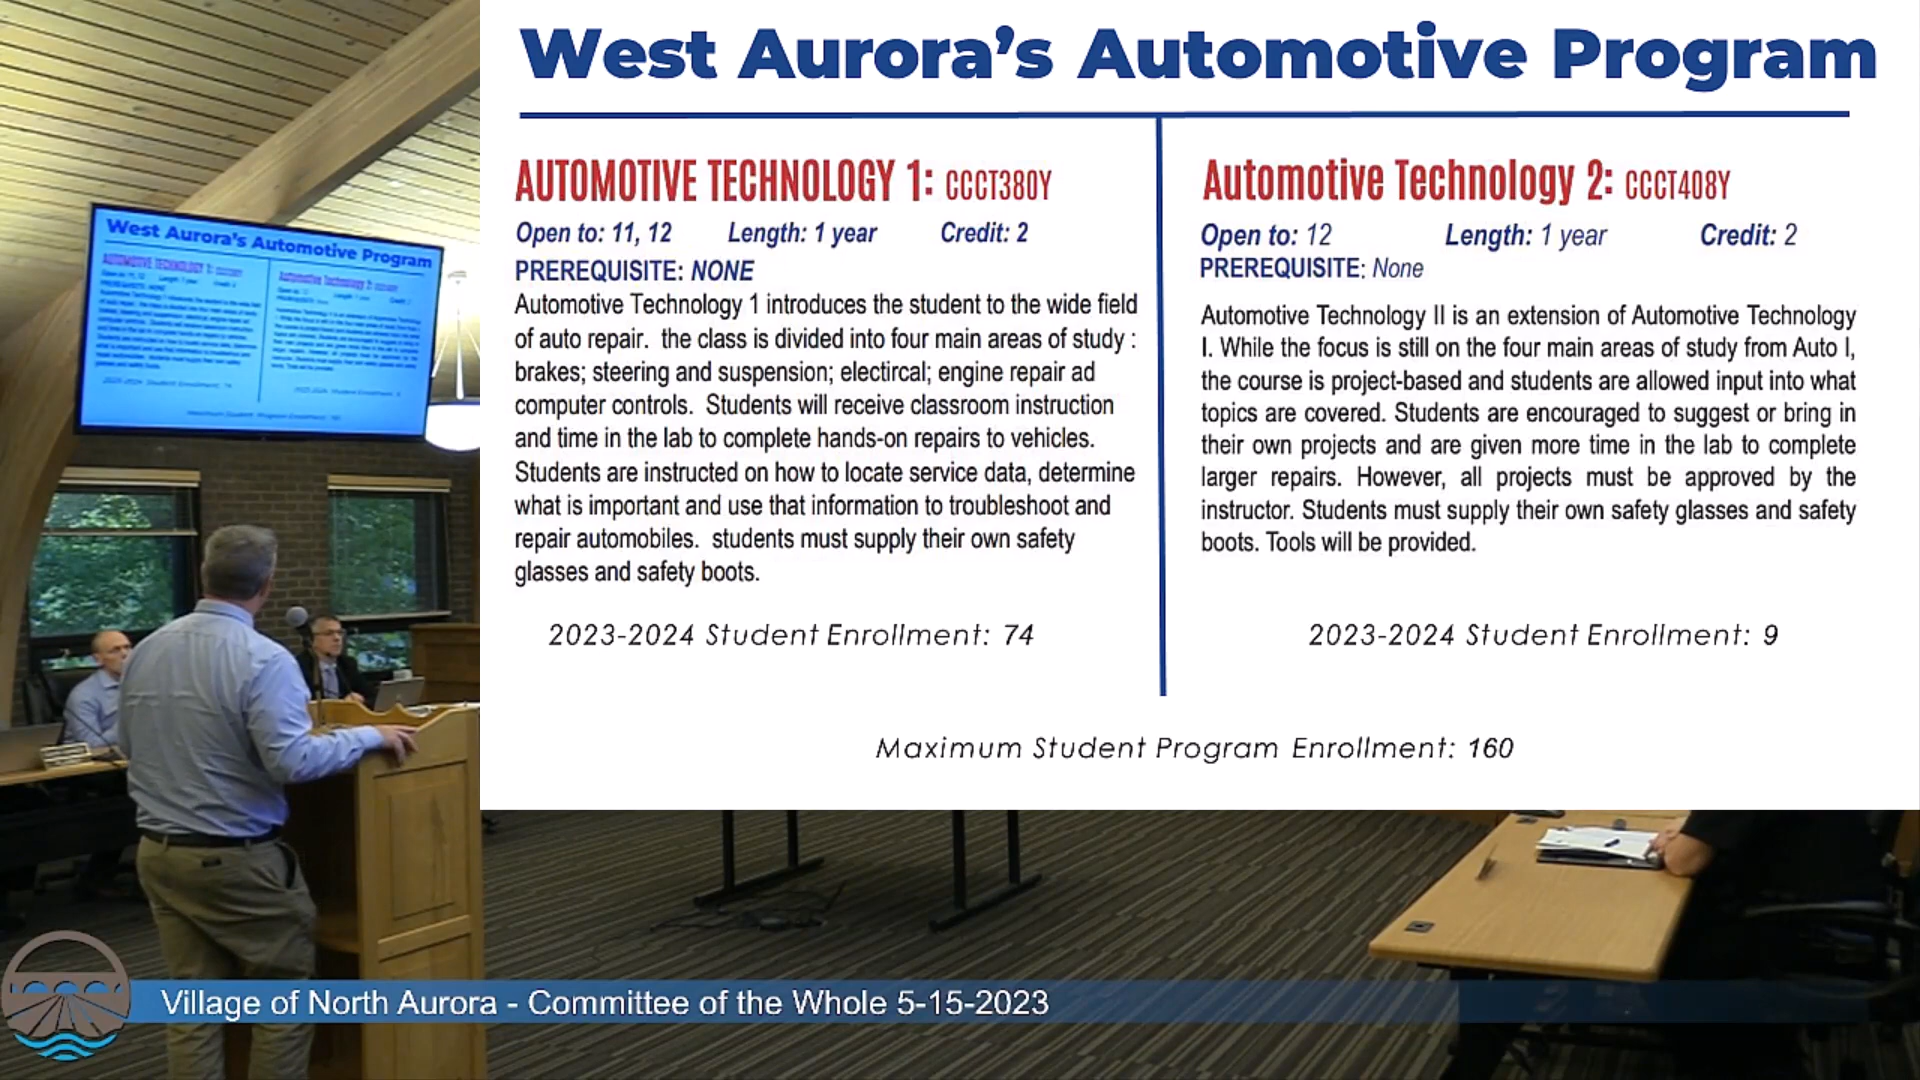 West Aurora's Automotive Program
AUTOMOTIVE TECHNOLOGY 1: CCCT380Y
Open to: 11, 12 Length: 1 year Credit: 2
PREREQUISITE: NONE
Automotive Technology 1 introduces the student to the wide field
of auto repair. the class is divided into four main areas of study :
brakes; steering and suspension; electircal; engine repair ad
computer controls. Students will receive classroom instruction
and time in the lab to complete hands-on repairs to vehicles.
Students are instructed on how to locate service data, determine
what is important and use that information to troubleshoot and
repair automobiles. students must supply their own safety
glasses and safety boots.
2023-2024 Student Enrollment: 74
Automotive Technology 2: CCCT408Y
Open to: 12 Length: 1 year Credit: 2
PREREQUISITE: None
Automotive Technology II is an extension of Automotive Technology
I. While the focus is still on the four main areas of study from Auto I,
the course is project-based and students are allowed input into what
topics are covered. Students are encouraged to suggest or bring in
their own projects and are given more time in the lab to complete
larger repairs. However, all projects must be approved by the
instructor. Students must supply their own safety glasses and safety
boots. Tools will be provided.
2023-2024 Student Enrollment: 9
Maximum Student Program Enrollment: 160
West Aurora's Automotive Program
AUTOMOTIVE TECHNOLOGY 1:
Automotive Technology 2:
Village of North Aurora - Committee of the Whole 5-15-2023